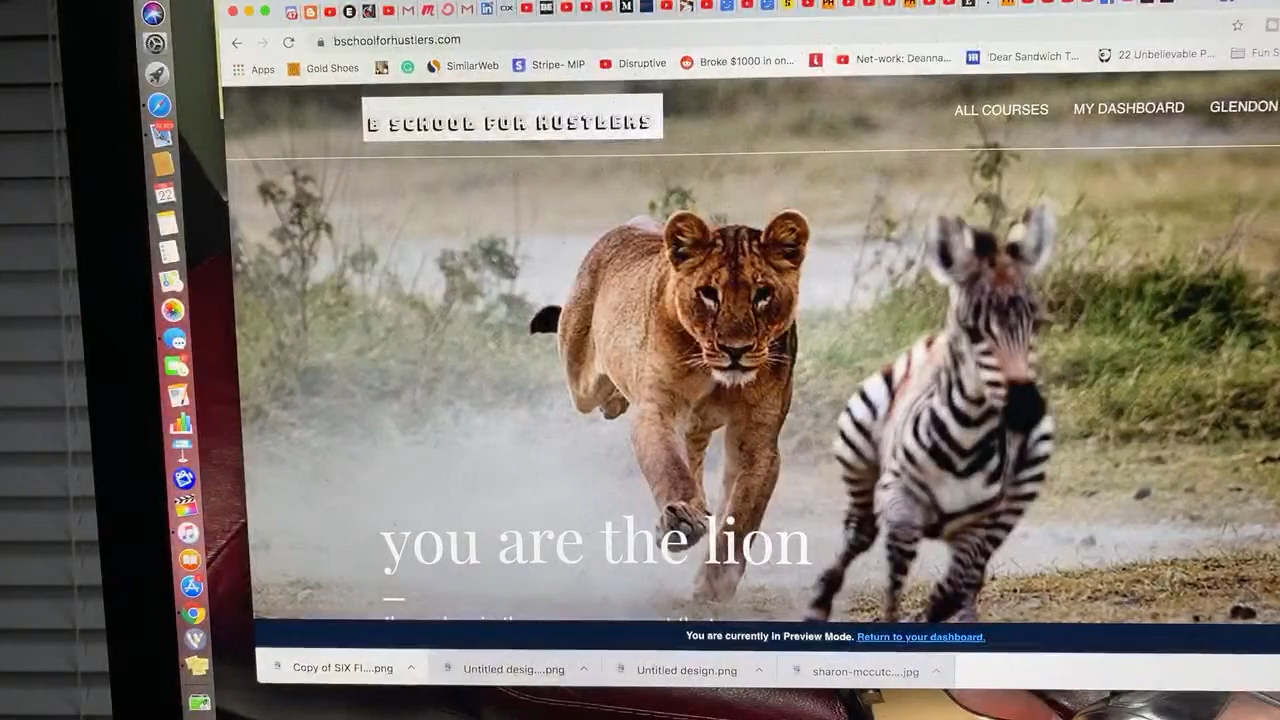 bschoolforhustlers.com
Apps
Gold Shoes
SimilarWeb
Stripe- MIP
Disruptive
Broke $1000 in on...
Net-work: Deanna...
'Dear Sandwich T...
22 Unbelievable P...
Fun S
B SCHOOL FOR HUSTLERS
ALL COURSES
MY DASHBOARD
GLENDON
22
you are the lion
You are currently in Preview Mode. Return to your dashboard.
Copy of SIX FI....png
Untitled desig....png
Untitled design.png
sharon-mccutc....jpg